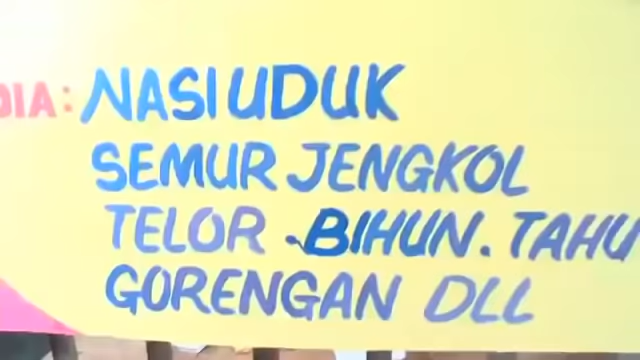 DIA: NASI UDUK
SEMUR JENGKOL
TELOR . BIHUN. TAHU
GORENGAN DLL